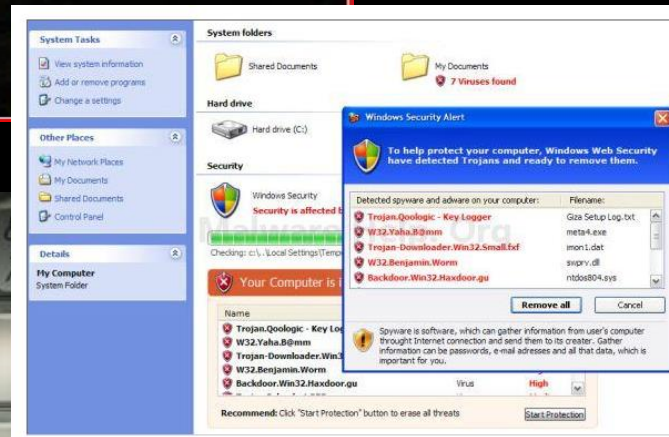 System Tasks
View system information
Add or remove programs
Change a settings
Other Places
My Network Places
My Documents
Shared Documents
Control Panel
Details
My Computer
System Folder
System folders
Shared Documents
My Documents
7 Viruses found
Hard drive
Hard drive (C:)
Security
Windows Security
Security is affected b
Checking: c:\..\Local Settings\Temp
Your Computer is i
Name
Trojan.Qoologic - Key Log
W32.Yaha.B@mm
Trojan-Downloader.Win3
W32.Benjamin.Worm
Backdoor.Win32.Haxdoor.gu Virus High
Recommend: Click "Start Protection" button to erase all threats
Start Protection
Windows Security Alert
To help protect your computer, Windows Web Security
have detected Trojans and ready to remove them.
Detected spyware and adware on your computer: Filename:
Trojan.Qoologic - Key Logger Giza Setup Log.txt
W32.Yaha.B@mm meta4.exe
Trojan-Downloader.Win32.Small.fxf imon1.dat
W32.Benjamin.Worm swprv.dll
Backdoor.Win32.Haxdoor.gu ntdos804.sys
Remove all Cancel
Spyware is software, which can gather information from user's computer
throught Internet connection and send them to its creater. Gather
information can be passwords, e-mail adresses and all that data, which is
important for you.